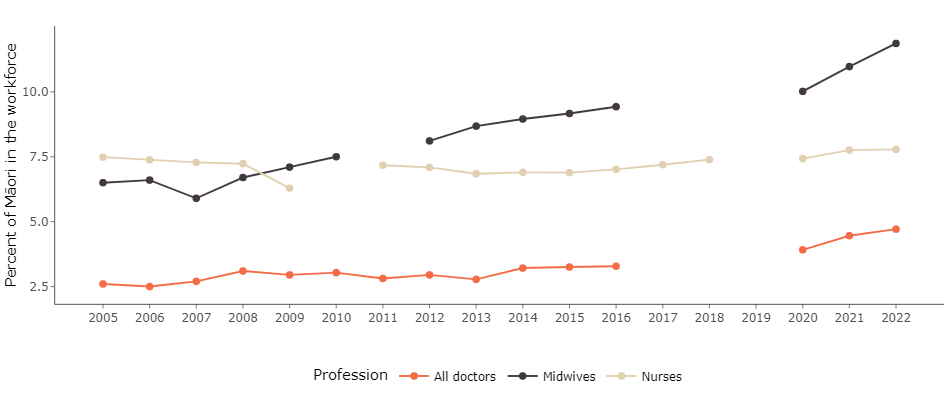 Percent of Māori in the workforce
10.0
7.5
5.0
2.5
2005 2006 2007 2008 2009 2010 2011 2012 2013 2014 2015 2016 2017 2018 2019 2020 2021 2022
Profession All doctors Midwives Nurses